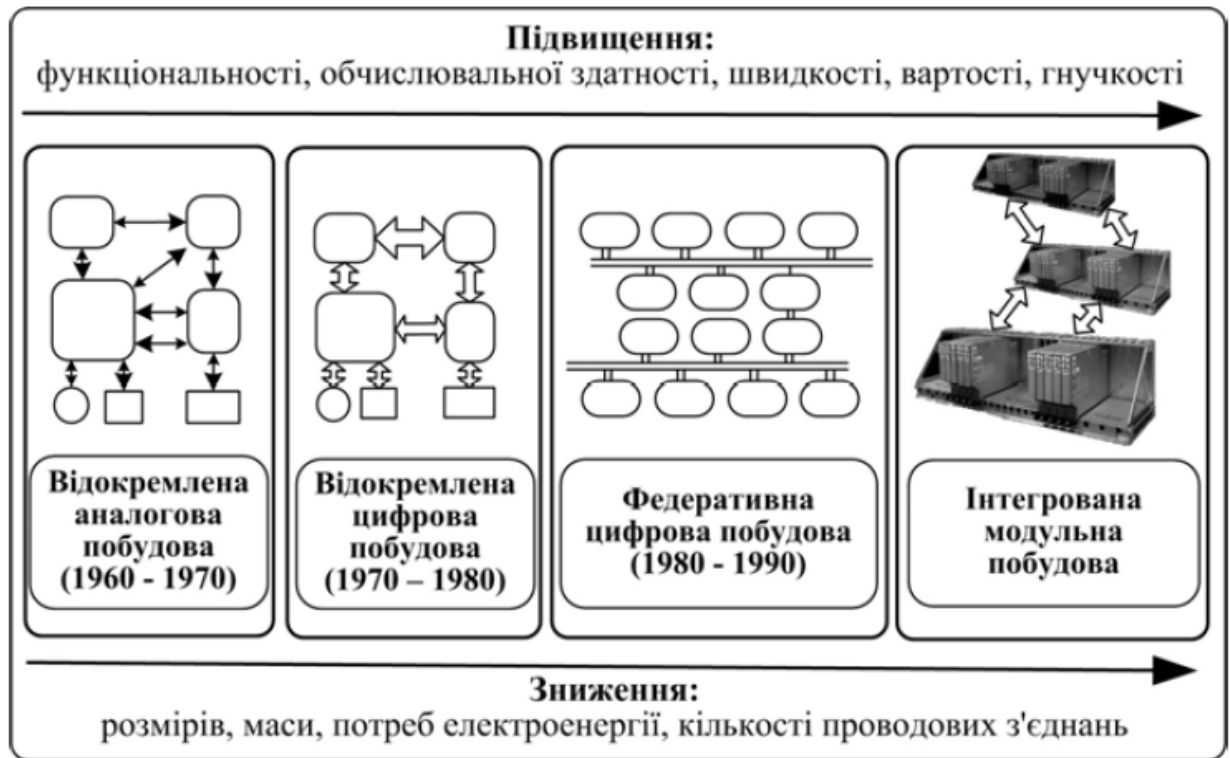 Підвищення:
функціональності, обчислювальної здатності, швидкості, вартості, гнучкості
Відокремлена
аналогова
побудова
(1960 - 1970)
Відокремлена
цифрова
побудова
(1970 – 1980)
Федеративна
цифрова побудова
(1980 - 1990)
Інтегрована
модульна
побудова
Зниження:
розмірів, маси, потреб електроенергії, кількості проводових з'єднань